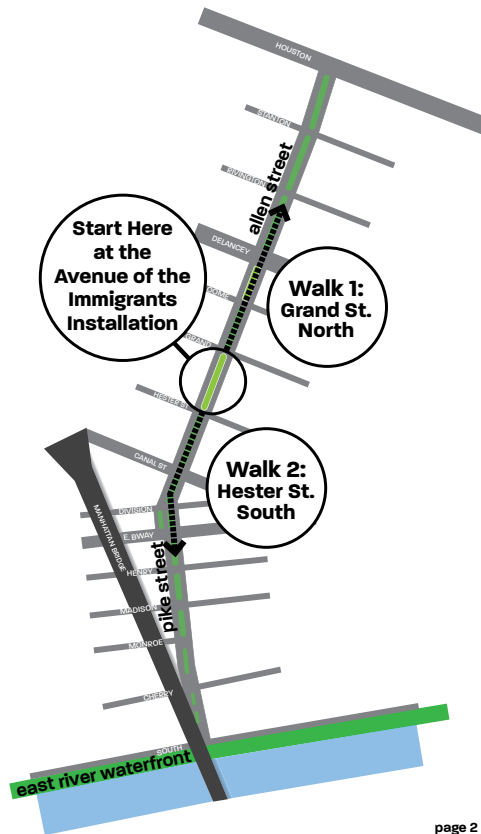 HOUSTON
STANTON
RIVINGTON
allen street
Start Here
at the
Avenue of the
Immigrants
Installation
DELANCEY
Walk 1:
Grand St.
North
OOME
GRAND
HESTER ST
CANAL ST
Walk 2:
Hester St.
South
MANHATTAN BRIDGE
DIVISION
E. BWAY
HENRY
pike street
MADISON
MONROE
CHERRY
SOUTH
east river waterfront
page 2